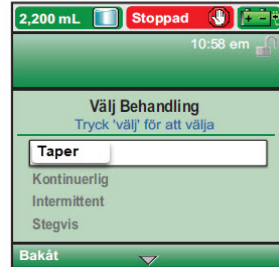 2,200 mL Stoppad
10:58 em
Välj Behandling
Tryck 'välj' för att välja
Taper
Kontinuerlig
Intermittent
Stegvis
Bakåt